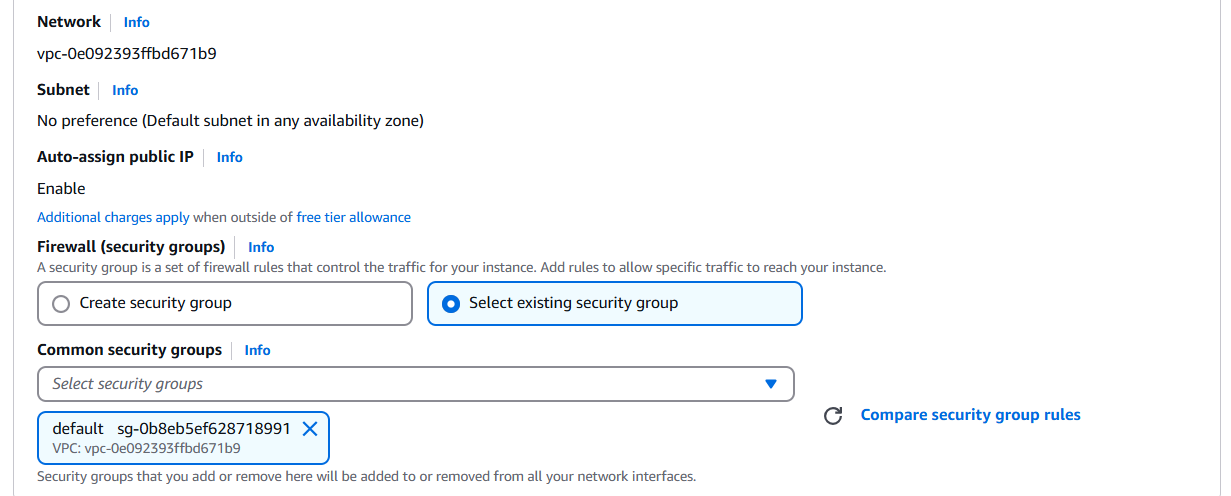 Network Info
vpc-0e092393ffbd671b9
Subnet Info
No preference (Default subnet in any availability zone)
Auto-assign public IP Info
Enable
Additional charges apply when outside of free tier allowance
Firewall (security groups) Info
A security group is a set of firewall rules that control the traffic for your instance. Add rules to allow specific traffic to reach your instance.
Create security group Select existing security group
Common security groups Info
Select security groups
Compare security group rules
default sg-0b8eb5ef628718991
VPC: vpc-0e092393ffbd671b9
Security groups that you add or remove here will be added to or removed from all your network interfaces.